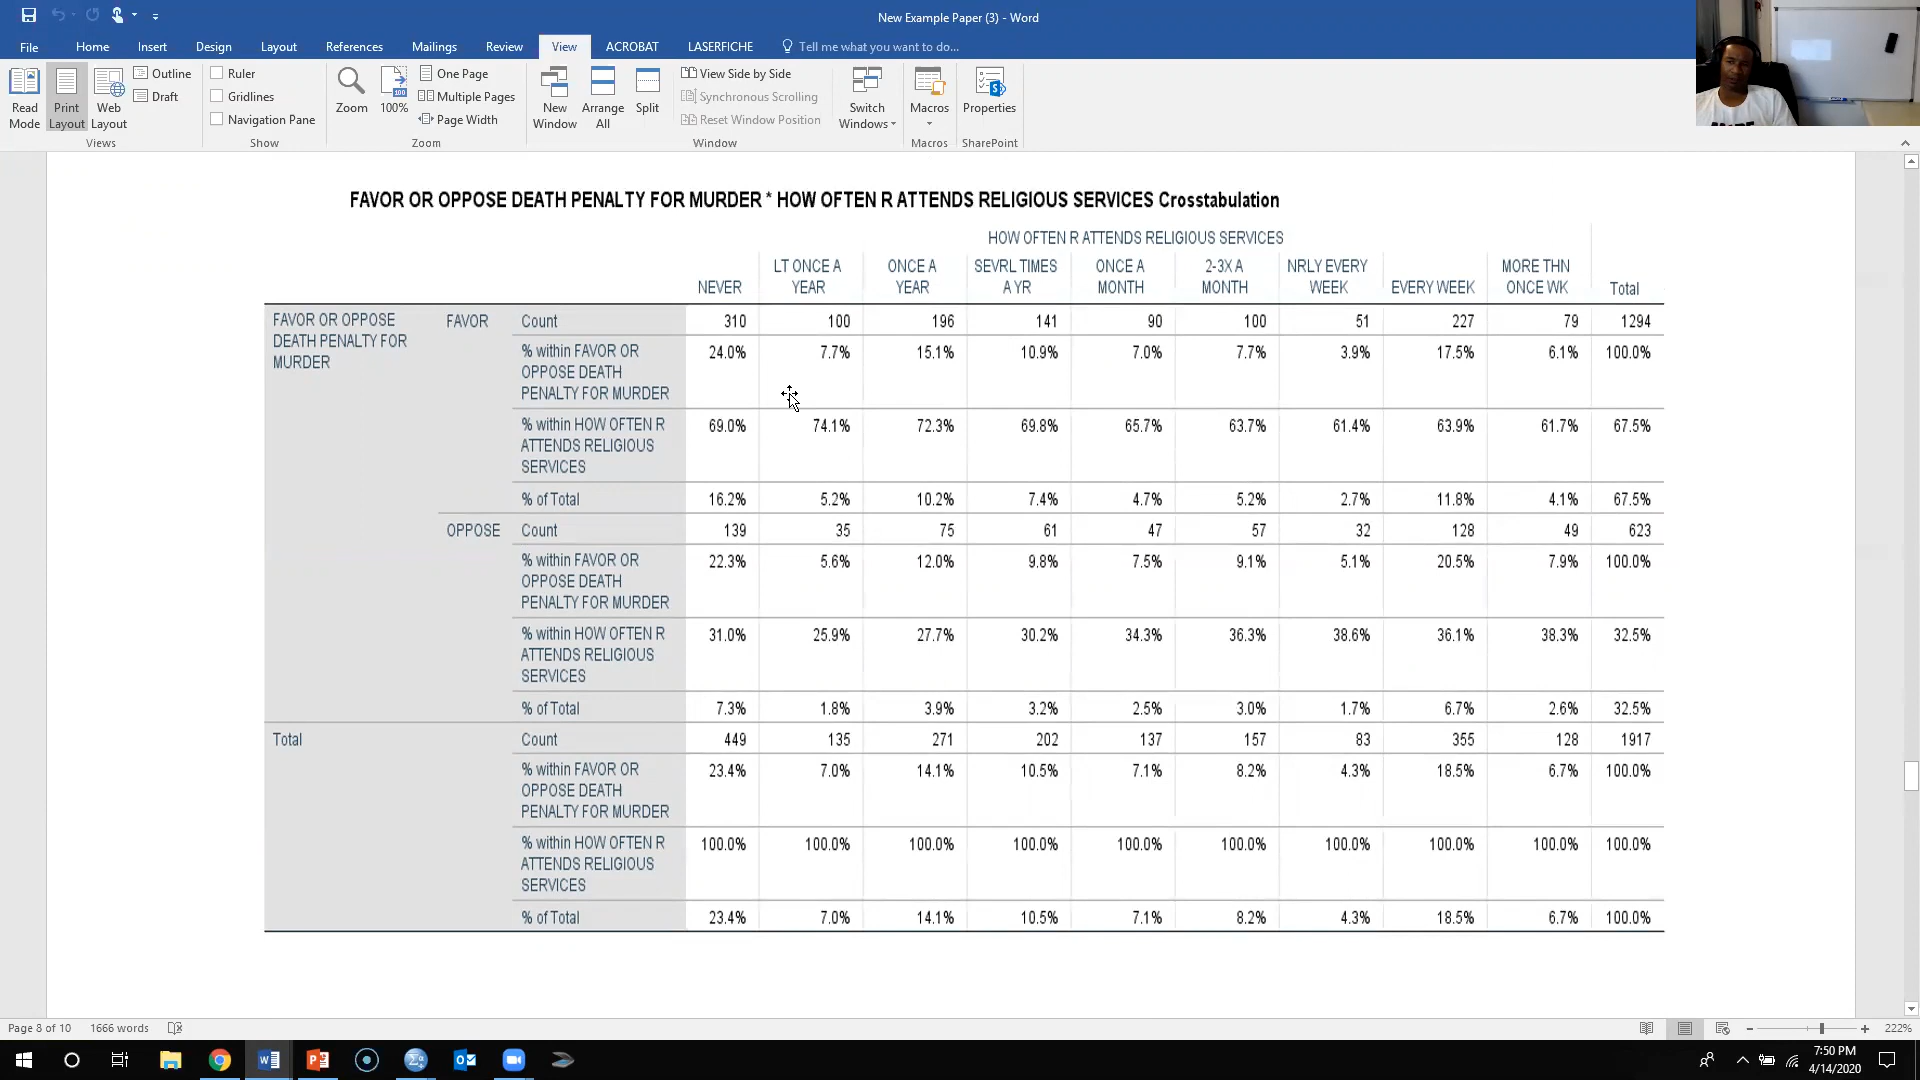 New Example Paper (3) - Word
File Home Insert Design Layout References Mailings Review View ACROBAT LASERFICHE Tell me what you want to do...
Read Mode
Print Layout
Web Layout
Outline
Draft
Views
Ruler
Gridlines
Navigation Pane
Show
Zoom
100%
One Page
Multiple Pages
Page Width
Zoom
New Window
Arrange All
Split
View Side by Side
Synchronous Scrolling
Reset Window Position
Window
Switch Windows
Macros
Macros
Properties
SharePoint
FAVOR OR OPPOSE DEATH PENALTY FOR MURDER * HOW OFTEN R ATTENDS RELIGIOUS SERVICES Crosstabulation
HOW OFTEN R ATTENDS RELIGIOUS SERVICES
NEVER LT ONCE A YEAR ONCE A YEAR SEVRL TIMES A YR ONCE A MONTH 2-3X A MONTH NRLY EVERY WEEK EVERY WEEK MORE THN ONCE WK Total
FAVOR OR OPPOSE DEATH PENALTY FOR MURDER FAVOR Count 310 100 196 141 90 100 51 227 79 1294
% within FAVOR OR OPPOSE DEATH PENALTY FOR MURDER 24.0% 7.7% 15.1% 10.9% 7.0% 7.7% 3.9% 17.5% 6.1% 100.0%
% within HOW OFTEN R ATTENDS RELIGIOUS SERVICES 69.0% 74.1% 72.3% 69.8% 65.7% 63.7% 61.4% 63.9% 61.7% 67.5%
% of Total 16.2% 5.2% 10.2% 7.4% 4.7% 5.2% 2.7% 11.8% 4.1% 67.5%
OPPOSE Count 139 35 75 61 47 57 32 128 49 623
% within FAVOR OR OPPOSE DEATH PENALTY FOR MURDER 22.3% 5.6% 12.0% 9.8% 7.5% 9.1% 5.1% 20.5% 7.9% 100.0%
% within HOW OFTEN R ATTENDS RELIGIOUS SERVICES 31.0% 25.9% 27.7% 30.2% 34.3% 36.3% 38.6% 36.1% 38.3% 32.5%
% of Total 7.3% 1.8% 3.9% 3.2% 2.5% 3.0% 1.7% 6.7% 2.6% 32.5%
Total Count 449 135 271 202 137 157 83 355 128 1917
% within FAVOR OR OPPOSE DEATH PENALTY FOR MURDER 23.4% 7.0% 14.1% 10.5% 7.1% 8.2% 4.3% 18.5% 6.7% 100.0%
% within HOW OFTEN R ATTENDS RELIGIOUS SERVICES 100.0% 100.0% 100.0% 100.0% 100.0% 100.0% 100.0% 100.0% 100.0% 100.0%
% of Total 23.4% 7.0% 14.1% 10.5% 7.1% 8.2% 4.3% 18.5% 6.7% 100.0%
Page 8 of 10 1666 words 222%
7:50 PM
4/14/2020